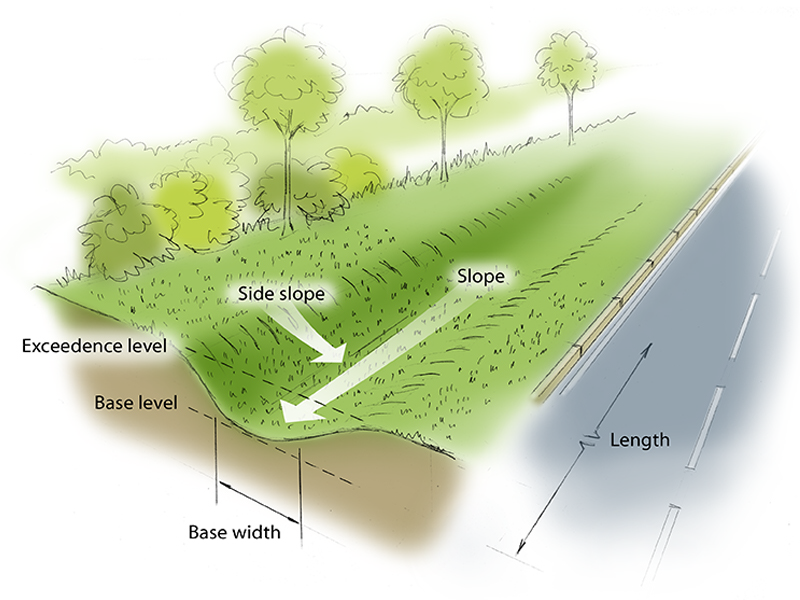 Slope
Side slope
Exceedence level
Base level
Length
Base width